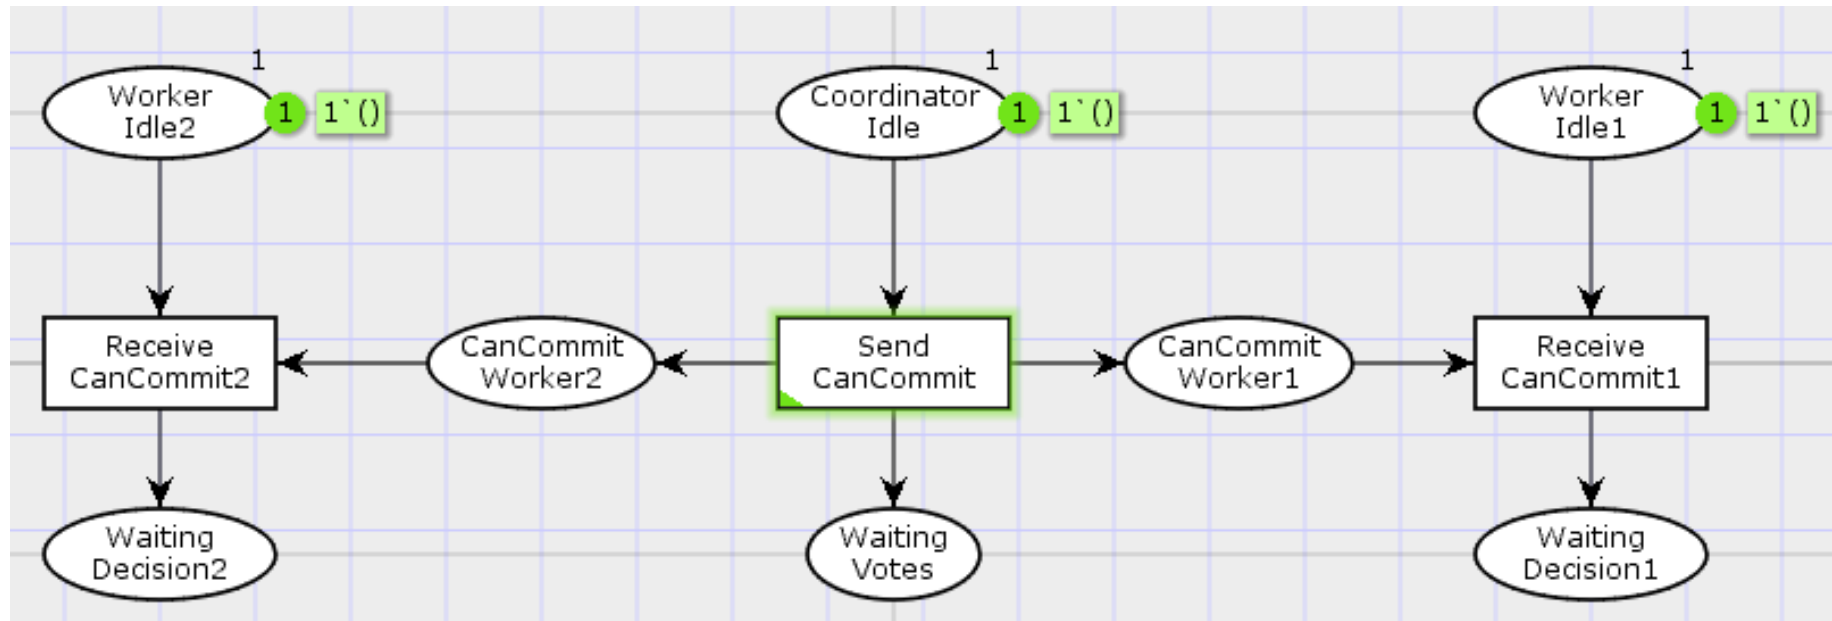 1
1
1
Worker
Idle2
1
1`()
Coordinator
Idle
1
1`()
Worker
Idle1
1
1`()
Receive
CanCommit2
CanCommit
Worker2
Send
CanCommit
CanCommit
Worker1
Receive
CanCommit1
Waiting
Decision2
Waiting
Votes
Waiting
Decision1